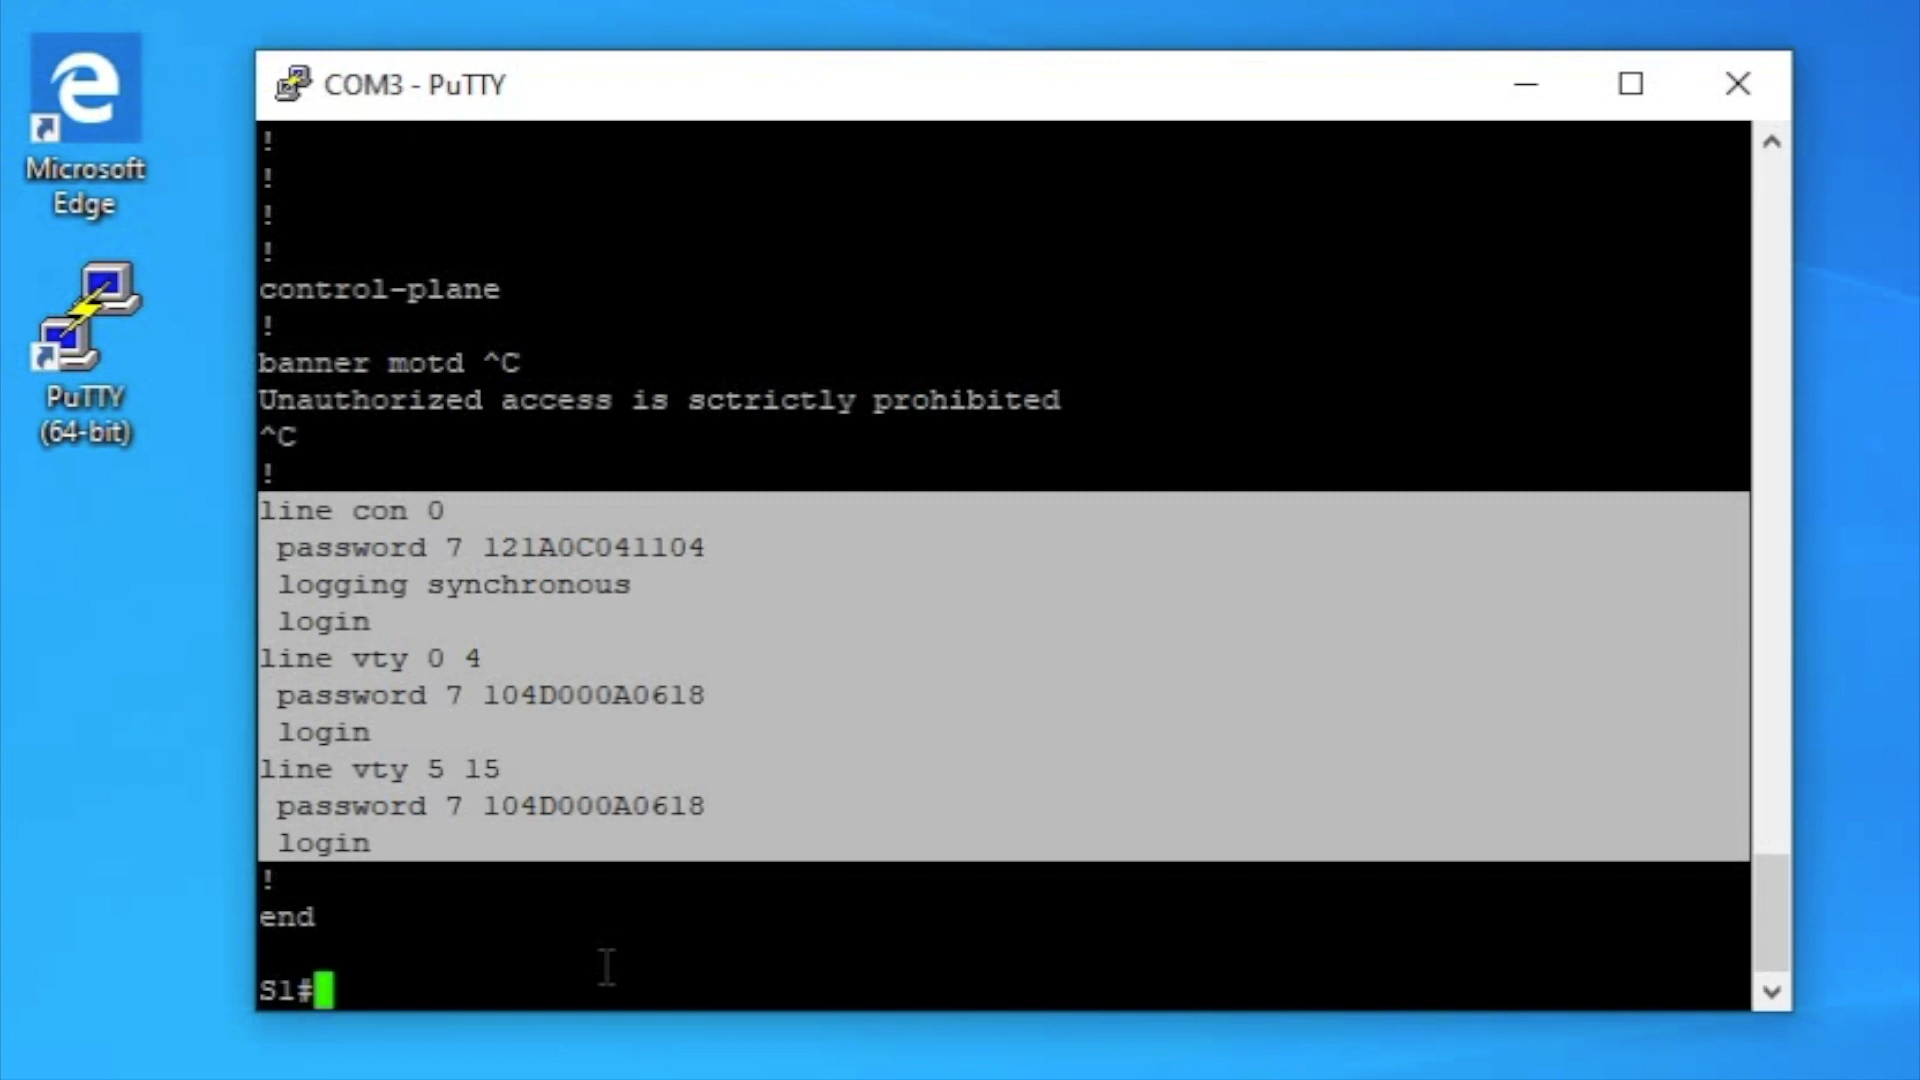 Microsoft
Edge
PuTTY
(64-bit)
COM3 - PuTTY
!
!
!
!
control-plane
!
banner motd ^C
Unauthorized access is sctrictly prohibited
^C
!
line con 0
password 7 121A0C041104
logging synchronous
login
line vty 0 4
password 7 104D000A0618
login
line vty 5 15
password 7 104D000A0618
login
!
end
S1#